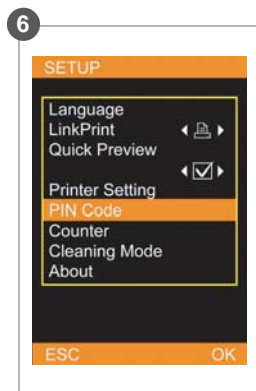 6
SETUP
Language
LinkPrint
Quick Preview
Printer Setting
PIN Code
Counter
Cleaning Mode
About
ESC OK